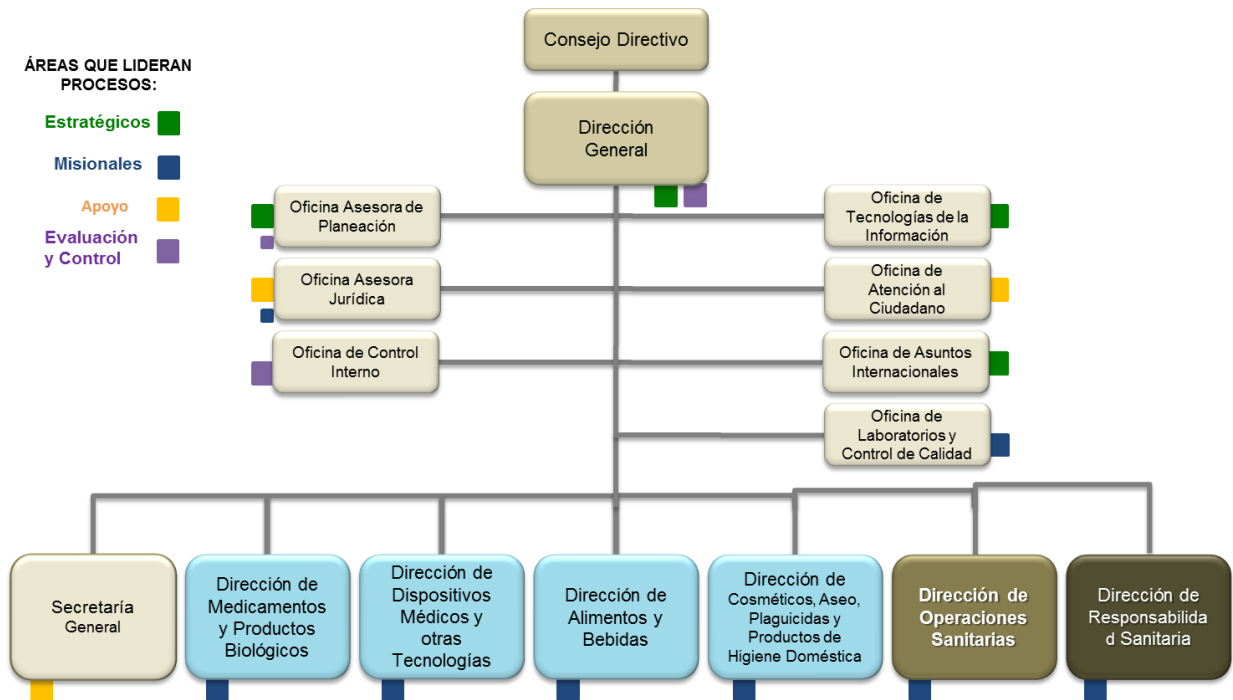 Consejo Directivo
ÁREAS QUE LIDERAN
PROCESOS:
Estratégicos
Misionales
Apoyo
Evaluación
y Control
Dirección
General
Oficina Asesora de
Planeación
Oficina de
Tecnologías de la
Información
Oficina Asesora
Jurídica
Oficina de
Atención al
Ciudadano
Oficina de Control
Interno
Oficina de Asuntos
Internacionales
Oficina de
Laboratorios y
Control de Calidad
Secretaría
General
Dirección de
Medicamentos
y Productos
Biológicos
Dirección de
Dispositivos
Médicos y
otras
Tecnologías
Dirección de
Alimentos y
Bebidas
Dirección de
Cosméticos, Aseo,
Plaguicidas y
Productos de
Higiene Doméstica
Dirección de
Operaciones
Sanitarias
Dirección de
Responsabilida
d Sanitaria